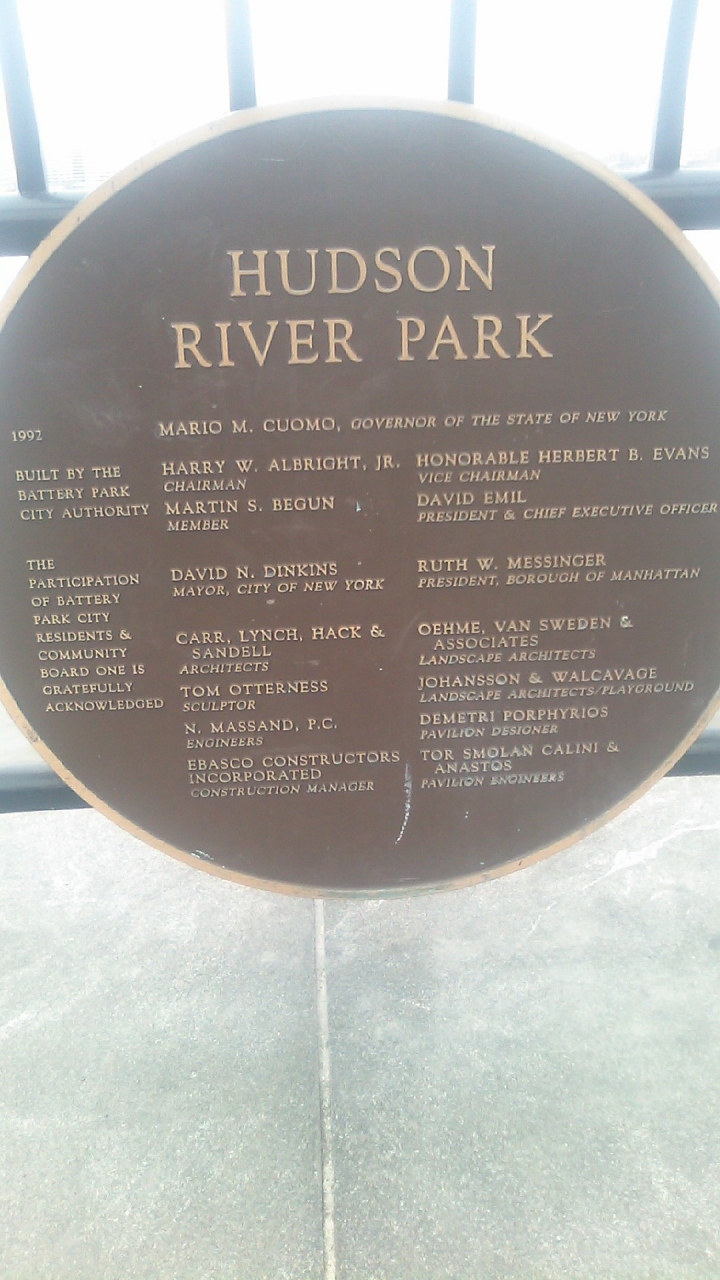 HUDSON
RIVER PARK
1992
MARIO M. CUOMO, GOVERNOR OF THE STATE OF NEW YORK
BUILT BY THE
BATTERY PARK
CITY AUTHORITY
HARRY W. ALBRIGHT, JR.
CHAIRMAN
MARTIN S. BEGUN
MEMBER
HONORABLE HERBERT B. EVANS
VICE CHAIRMAN
DAVID EMIL
PRESIDENT & CHIEF EXECUTIVE OFFICER
THE
PARTICIPATION
OF BATTERY
PARK CITY
RESIDENTS &
COMMUNITY
BOARD ONE IS
GRATEFULLY
ACKNOWLEDGED
DAVID N. DINKINS
MAYOR, CITY OF NEW YORK
RUTH W. MESSINGER
PRESIDENT, BOROUGH OF MANHATTAN
CARR, LYNCH, HACK &
SANDELL
ARCHITECTS
TOM OTTERNESS
SCULPTOR
N. MASSAND, P.C.
ENGINEERS
EBASCO CONSTRUCTORS
INCORPORATED
CONSTRUCTION MANAGER
OEHME, VAN SWEDEN &
ASSOCIATES
LANDSCAPE ARCHITECTS
JOHANSSON & WALCAVAGE
LANDSCAPE ARCHITECTS/PLAYGROUND
DEMETRI PORPHYRIOS
PAVILION DESIGNER
TOR SMOLAN CALINI &
ANASTOS
PAVILION ENGINEERS